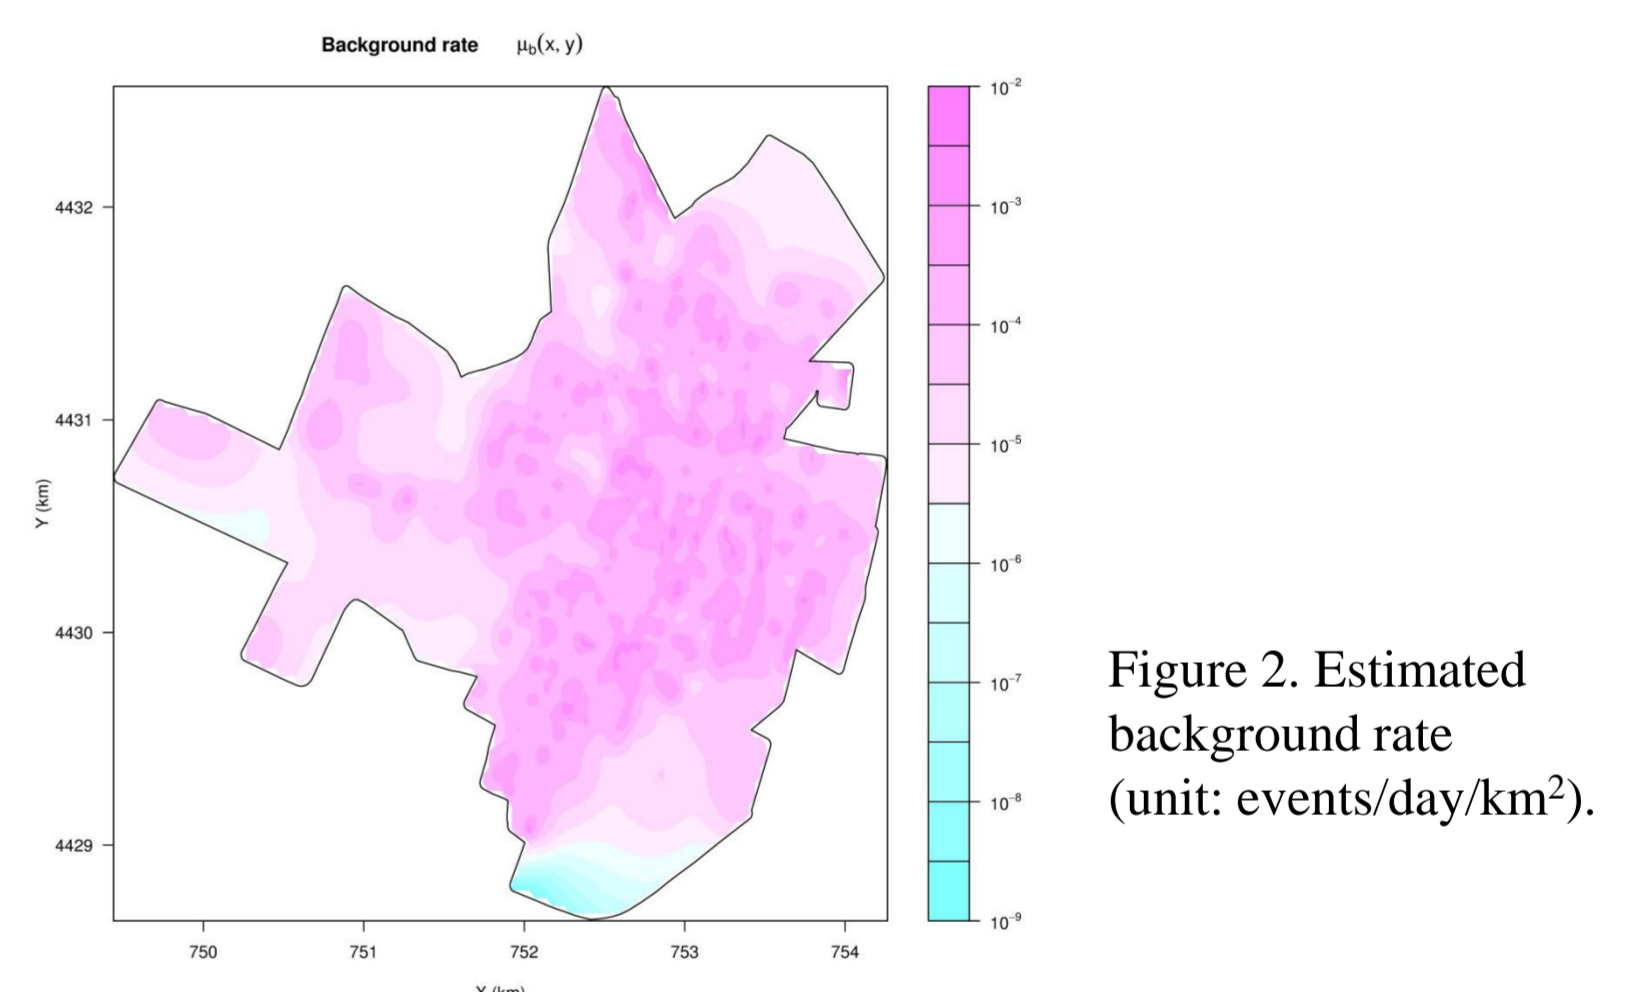 Background rate μb(x, y)
10⁻²
10⁻³
10⁻⁴
10⁻⁵
10⁻⁶
10⁻⁷
10⁻⁸
10⁻⁹
4432
4431
4430
4429
Y (km)
750 751 752 753 754
X (km)
Figure 2. Estimated
background rate
(unit: events/day/km²).